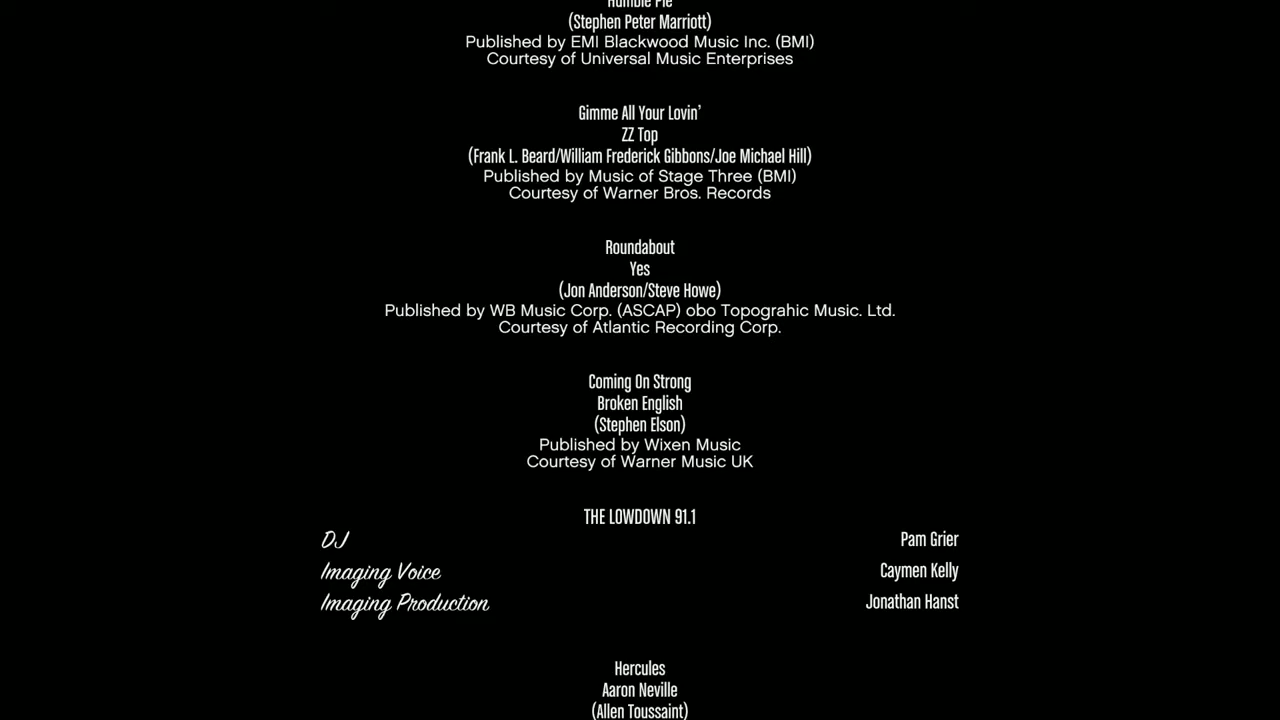 Humble Pie
(Stephen Peter Marriott)
Published by EMI Blackwood Music Inc. (BMI)
Courtesy of Universal Music Enterprises
Gimme All Your Lovin’
ZZ Top
(Frank L. Beard/William Frederick Gibbons/Joe Michael Hill)
Published by Music of Stage Three (BMI)
Courtesy of Warner Bros. Records
Roundabout
Yes
(Jon Anderson/Steve Howe)
Published by WB Music Corp. (ASCAP) obo Topograhic Music. Ltd.
Courtesy of Atlantic Recording Corp.
Coming On Strong
Broken English
(Stephen Elson)
Published by Wixen Music
Courtesy of Warner Music UK
THE LOWDOWN 91.1
DJ Pam Grier
Imaging Voice Caymen Kelly
Imaging Production Jonathan Hanst
Hercules
Aaron Neville
(Allen Toussaint)